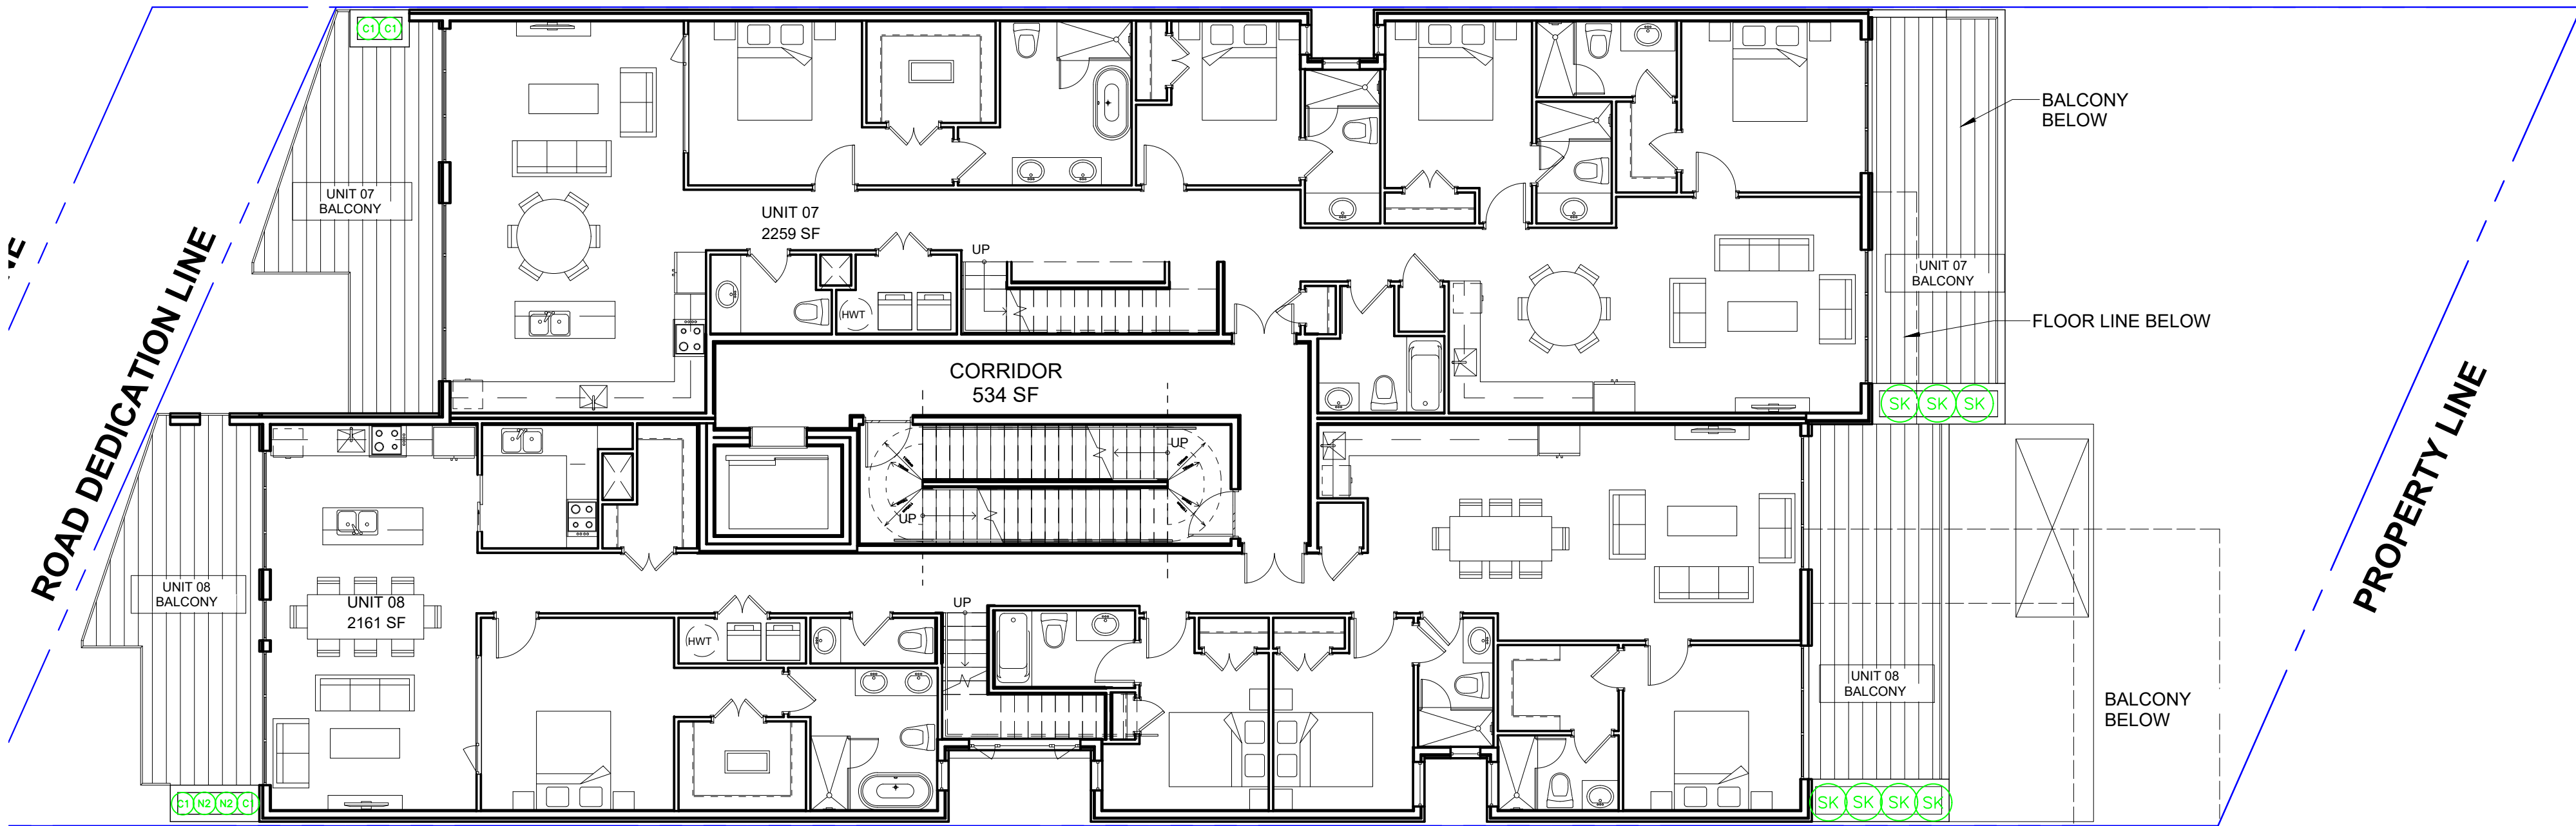 C1 C1
UNIT 07
BALCONY
UNIT 07
2259 SF
UP
HWT
BALCONY
BELOW
UNIT 07
BALCONY
FLOOR LINE BELOW
SK SK SK
ROAD DEDICATION LINE
CORRIDOR
534 SF
UP
UP
PROPERTY LINE
UNIT 08
BALCONY
UNIT 08
2161 SF
HWT
UP
UNIT 08
BALCONY
BALCONY
BELOW
C1 N2 N2 C1
SK SK SK SK